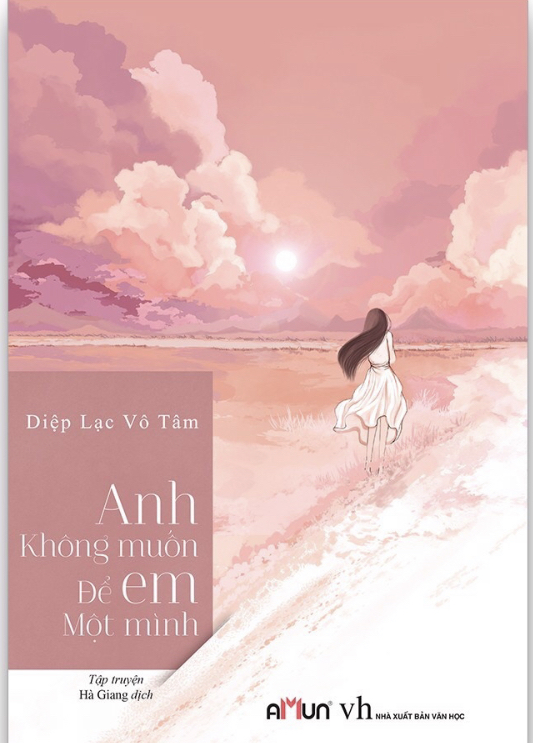 Diệp Lạc Vô Tâm
Anh
Không muốn
Để em
Một mình
Tập truyện
Hà Giang dịch
AMUN vh NHÀ XUẤT BẢN VĂN HỌC